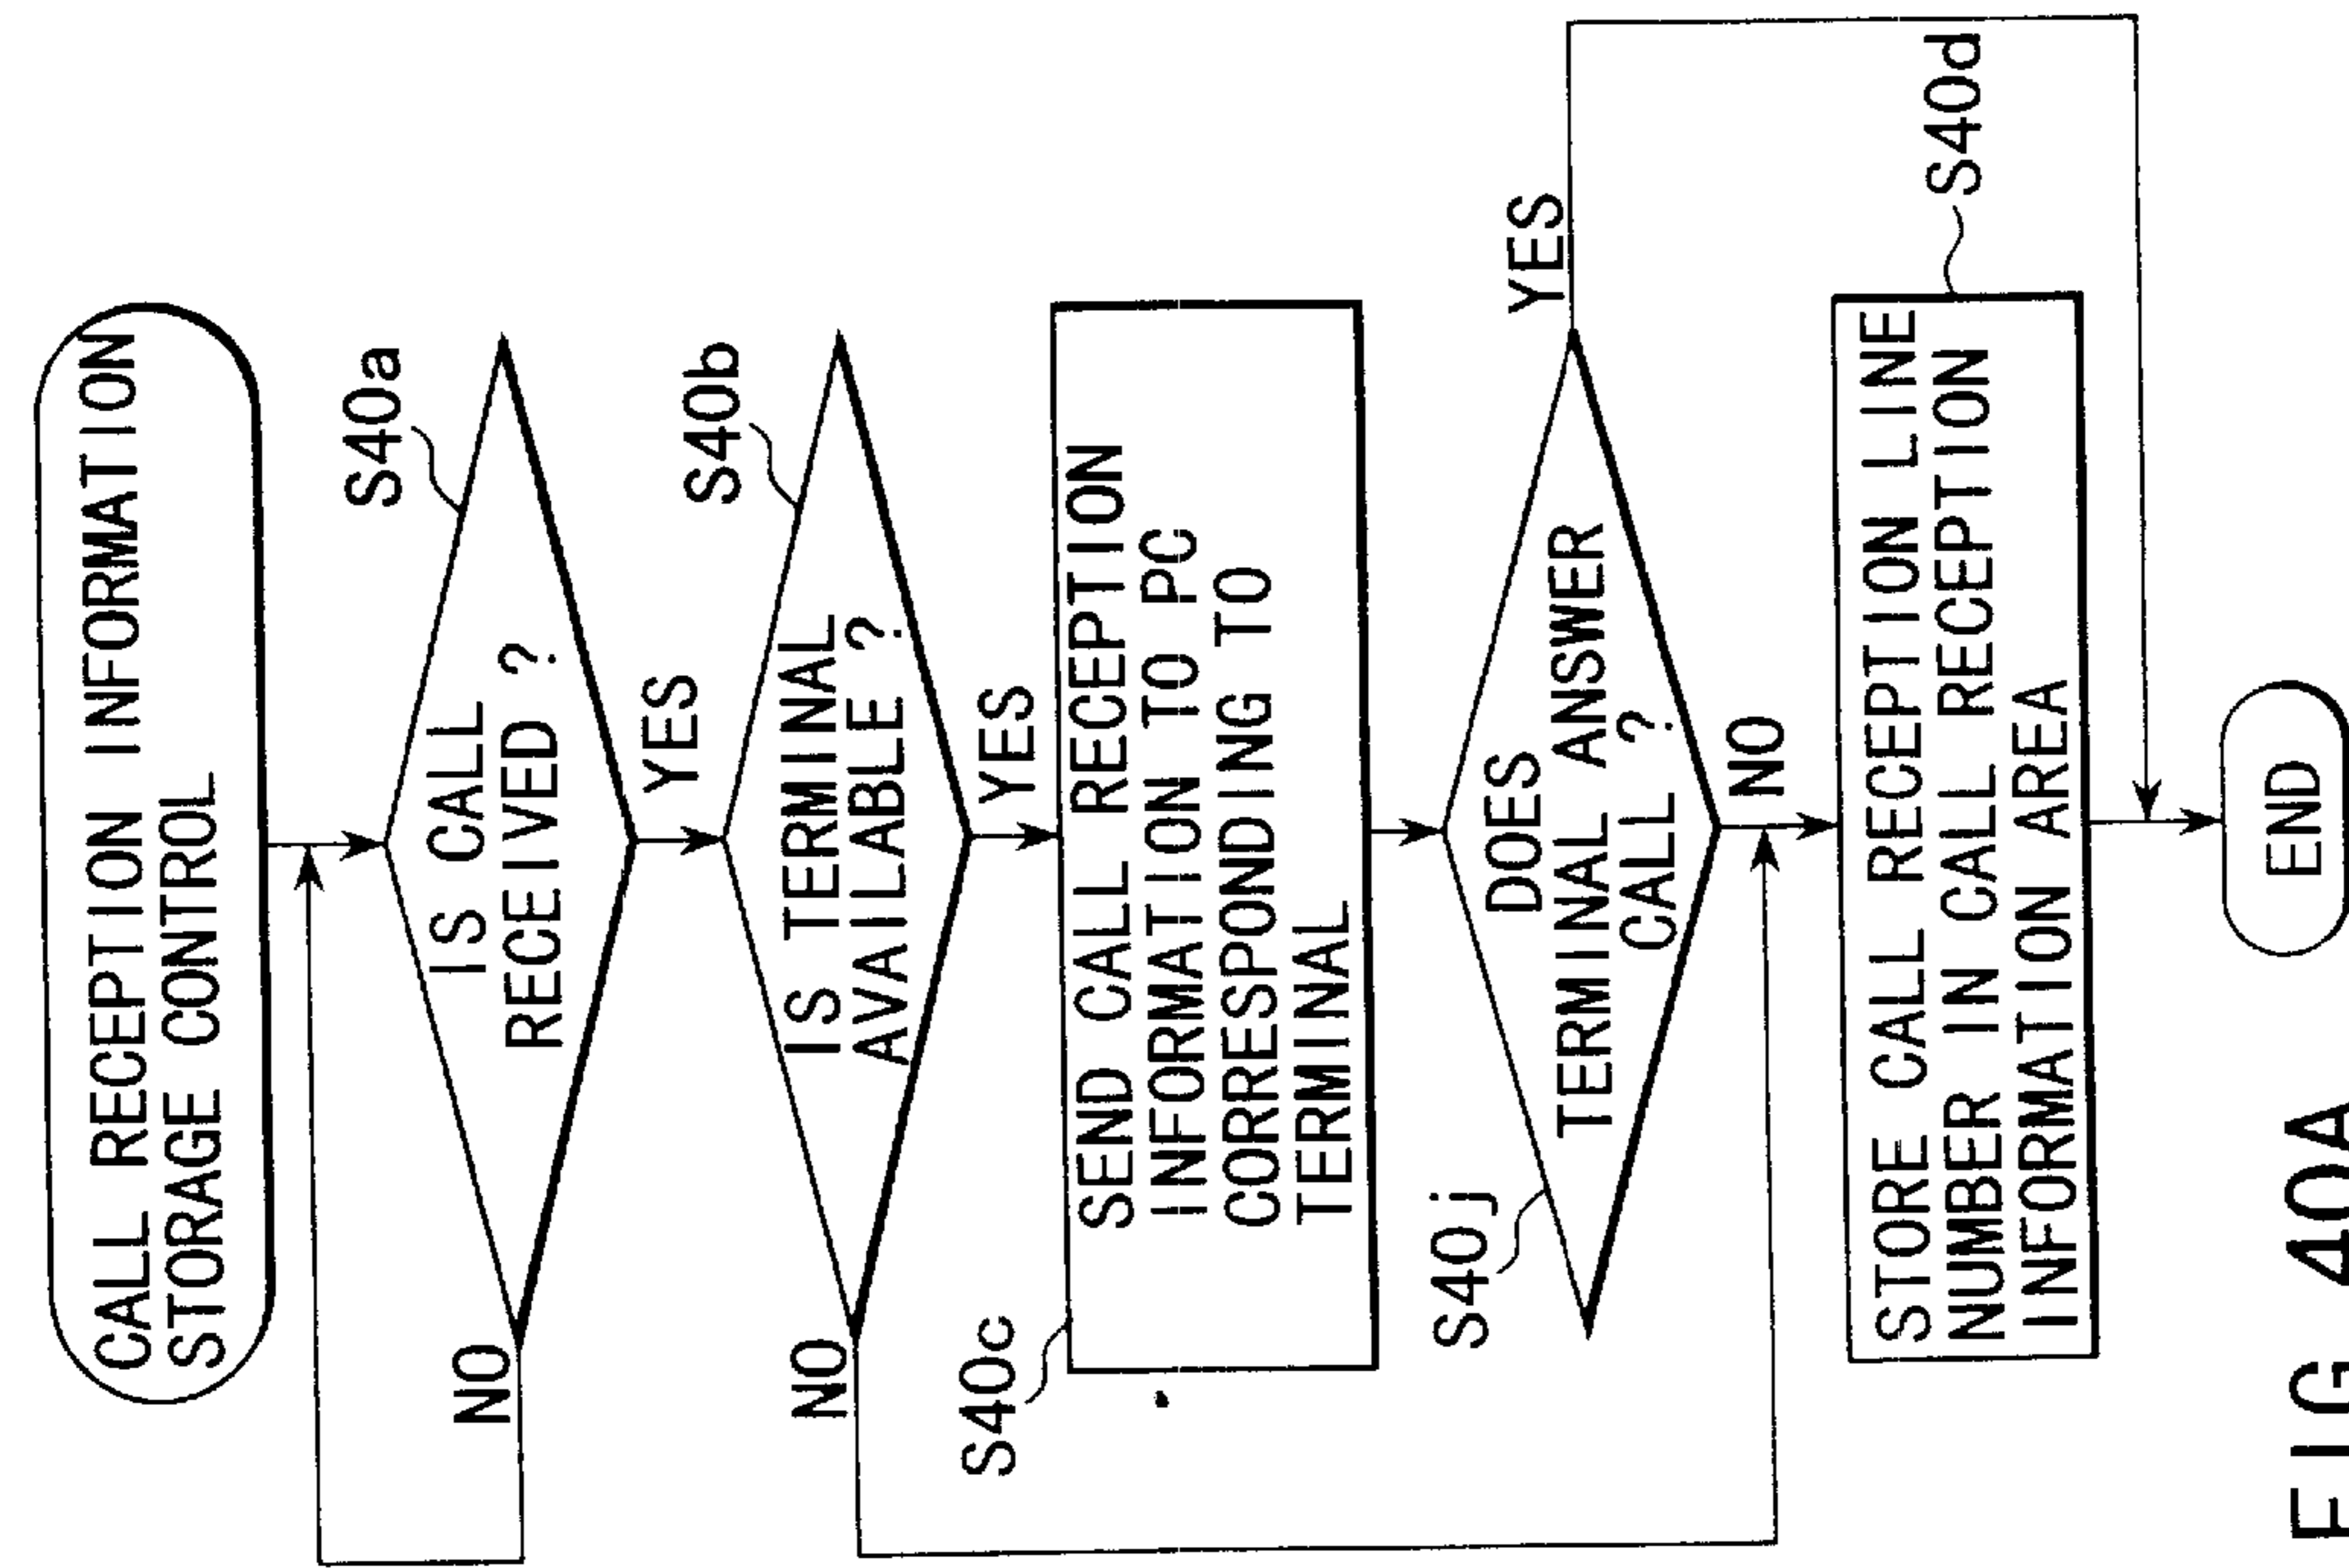 CALL RECEPTION INFORMATION
STORAGE CONTROL
S40a
IS CALL
RECEIVED ?
NO
YES
S40b
IS TERMINAL
AVAILABLE ?
NO
YES
S40c
SEND CALL RECEPTION
INFORMATION TO PC
CORRESPONDING TO
TERMINAL
S40j
DOES
TERMINAL ANSWER
CALL ?
YES
NO
S40d
STORE CALL RECEPTION LINE
NUMBER IN CALL RECEPTION
INFORMATION AREA
END
FIG. 40A